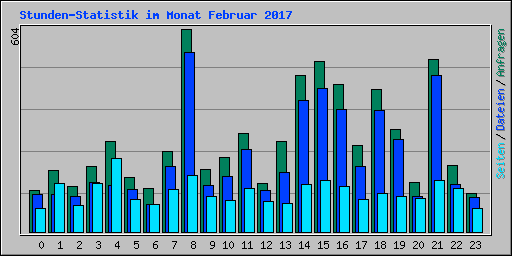 Stunden-Statistik im Monat Februar 2017
604
Seiten / Dateien / Anfragen
0 1 2 3 4 5 6 7 8 9 10 11 12 13 14 15 16 17 18 19 20 21 22 23